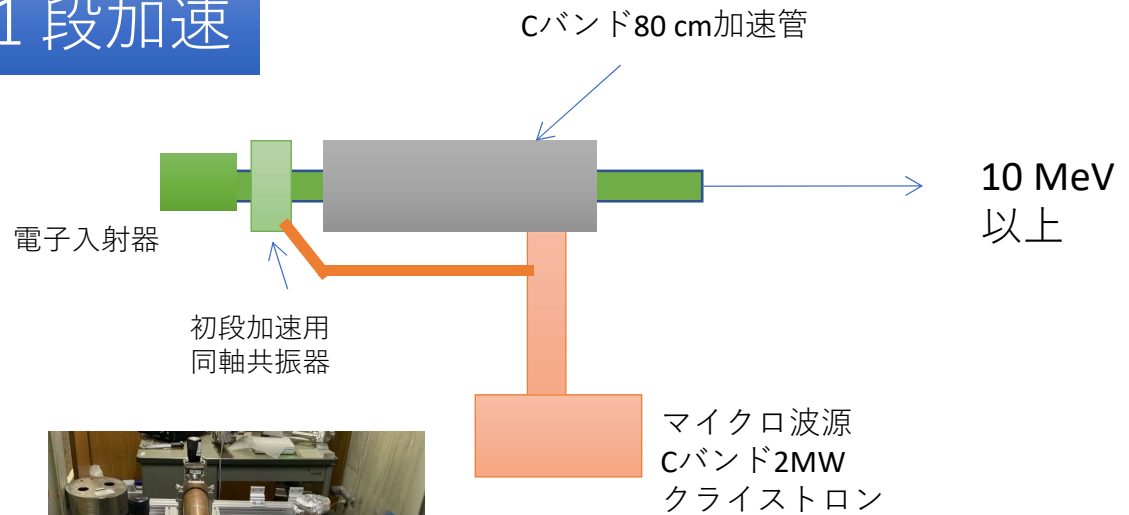 1段加速
Cバンド80 cm加速管
10 MeV
以上
電子入射器
初段加速用
同軸共振器
マイクロ波源
Cバンド2MW
クライストロン